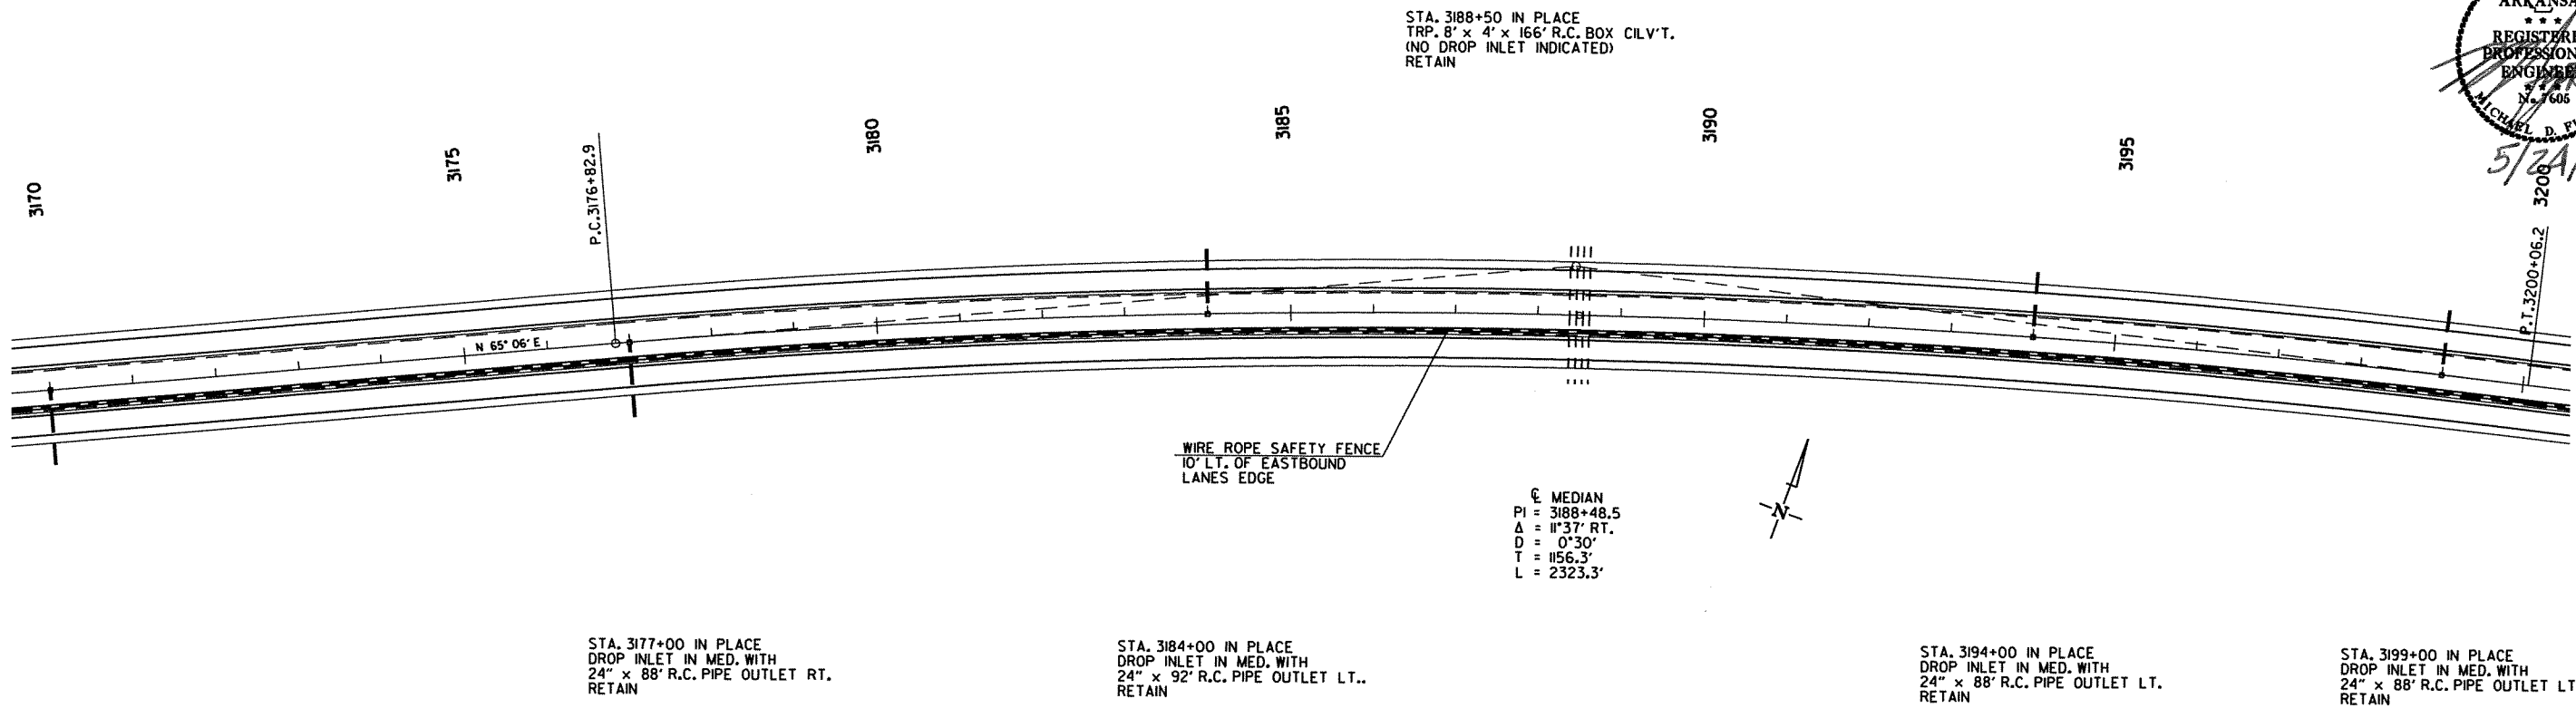 STA. 3188+50 IN PLACE
TRP. 8' x 4' x 166' R.C. BOX CILV'T.
(NO DROP INLET INDICATED)
RETAIN
REGISTERE
PROFESSION
ENGINEE
No. 7605
MICHAEL D.
3170
3175
P.C. 3176+82.9
3180
3185
3190
3195
3200
P.T. 3200+06.2
N 65° 06' E
WIRE ROPE SAFETY FENCE
10' LT. OF EASTBOUND
LANES EDGE
℄ MEDIAN
PI = 3188+48.5
Δ = 11°37' RT.
D = 0°30'
T = 1156.3'
L = 2323.3'
N
STA. 3177+00 IN PLACE
DROP INLET IN MED. WITH
24" x 88' R.C. PIPE OUTLET RT.
RETAIN
STA. 3184+00 IN PLACE
DROP INLET IN MED. WITH
24" x 92' R.C. PIPE OUTLET LT..
RETAIN
STA. 3194+00 IN PLACE
DROP INLET IN MED. WITH
24" x 88' R.C. PIPE OUTLET LT.
RETAIN
STA. 3199+00 IN PLACE
DROP INLET IN MED. WITH
24" x 88' R.C. PIPE OUTLET LT
RETAIN